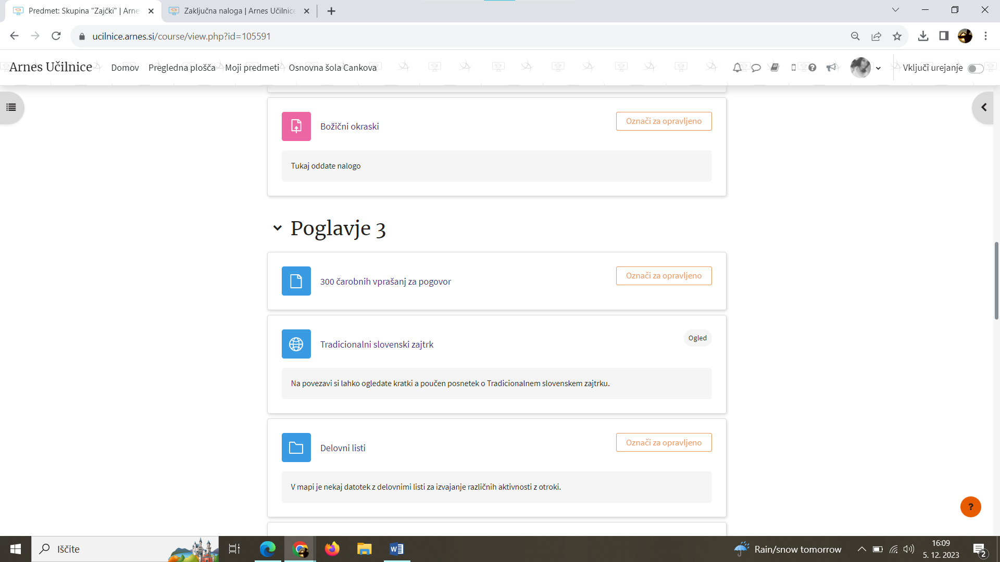 Predmet: Skupina "Zajčki" | Arne
Zaključna naloga | Arnes Učilnice
ucilnice.arnes.si/course/view.php?id=105591
Arnes Učilnice
Domov
Pregledna plošča
Moji predmeti
Osnovna šola Cankova
Vključi urejanje
Božični okraski
Označi za opravljeno
Tukaj oddate nalogo
Poglavje 3
300 čarobnih vprašanj za pogovor
Označi za opravljeno
Tradicionalni slovenski zajtrk
Ogled
Na povezavi si lahko ogledate kratki a poučen posnetek o Tradicionalnem slovenskem zajtrku.
Delovni listi
Označi za opravljeno
V mapi je nekaj datotek z delovnimi listi za izvajanje različnih aktivnosti z otroki.
?
Iščite
Rain/snow tomorrow
16:09
5. 12. 2023
2